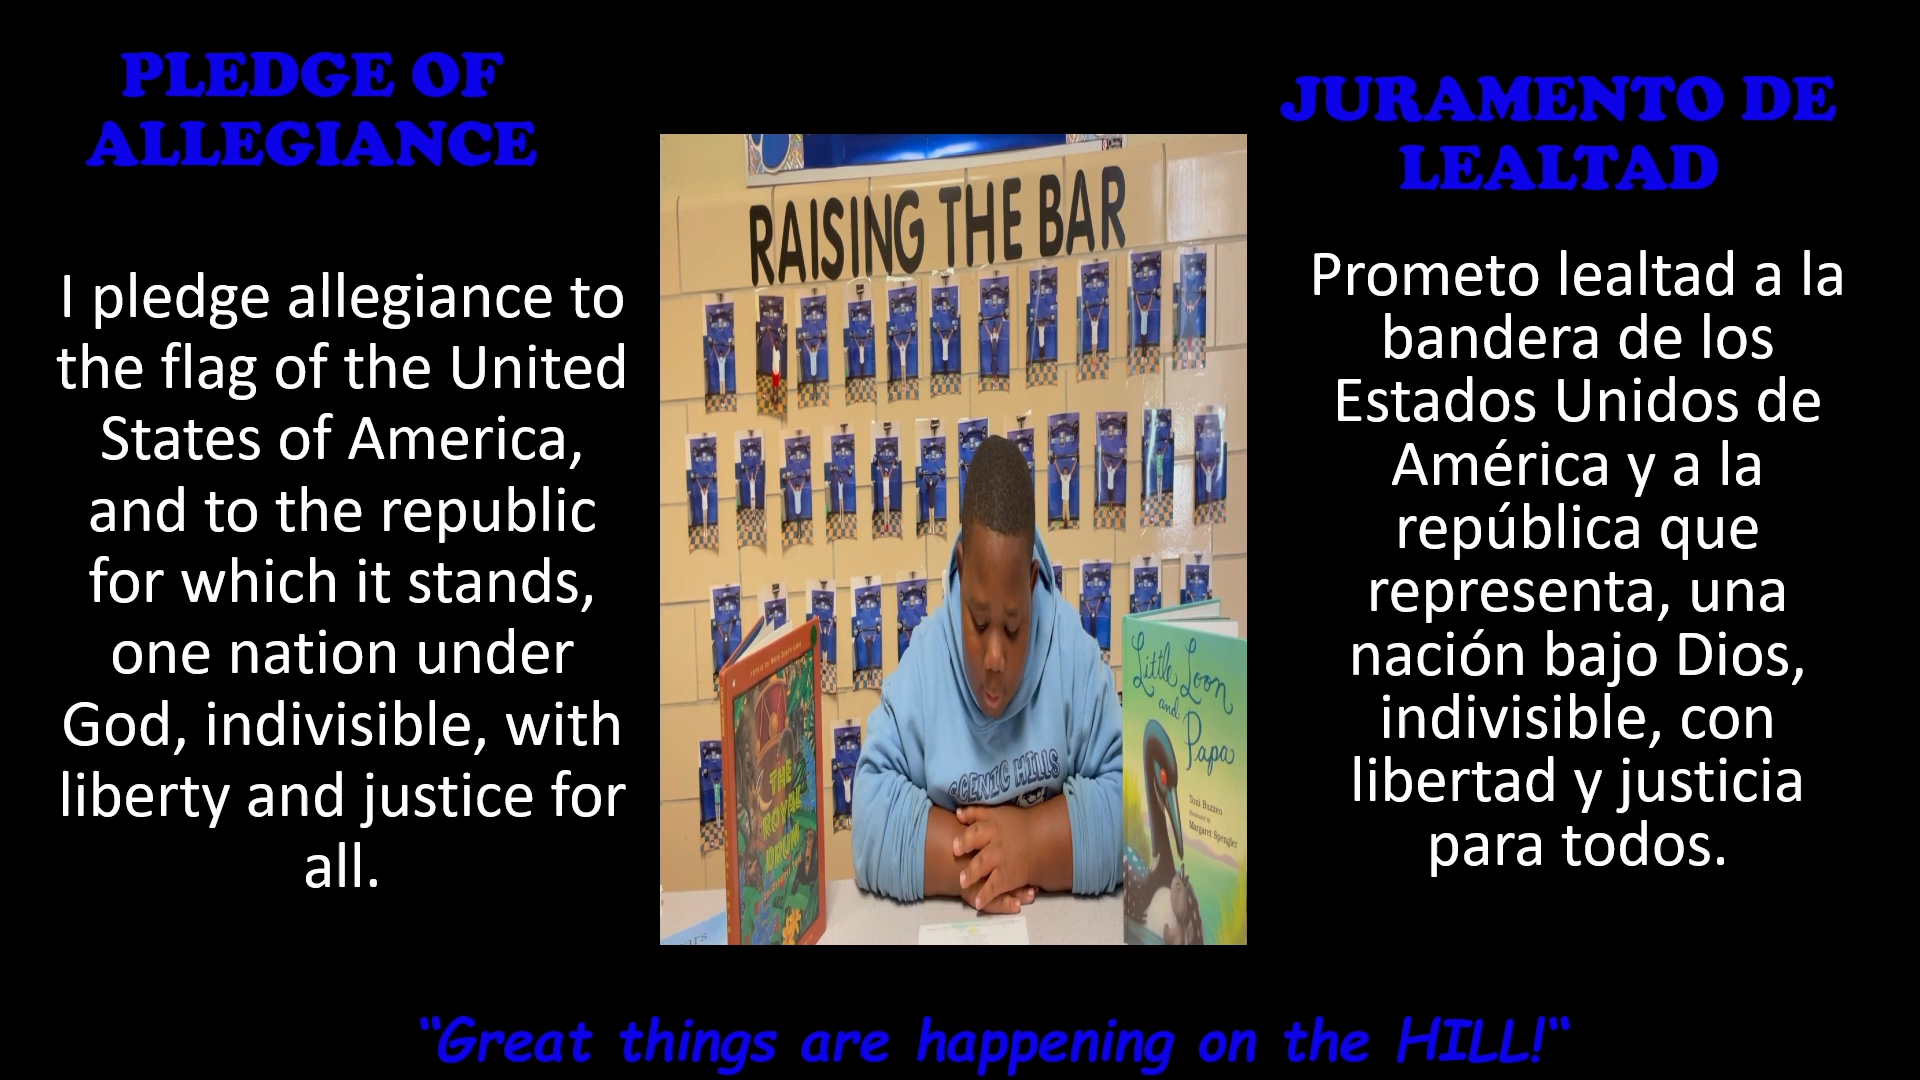 PLEDGE OF
ALLEGIANCE
I pledge allegiance to
the flag of the United
States of America,
and to the republic
for which it stands,
one nation under
God, indivisible, with
liberty and justice for
all.
RAISING THE BAR
SCENIC HILLS
THE
ROYAL
DRUM
Little Loon
and
Papa
Toni Buzzeo
Margaret Spengler
JURAMENTO DE
LEALTAD
Prometo lealtad a la
bandera de los
Estados Unidos de
América y a la
república que
representa, una
nación bajo Dios,
indivisible, con
libertad y justicia
para todos.
“Great things are happening on the HILL!“